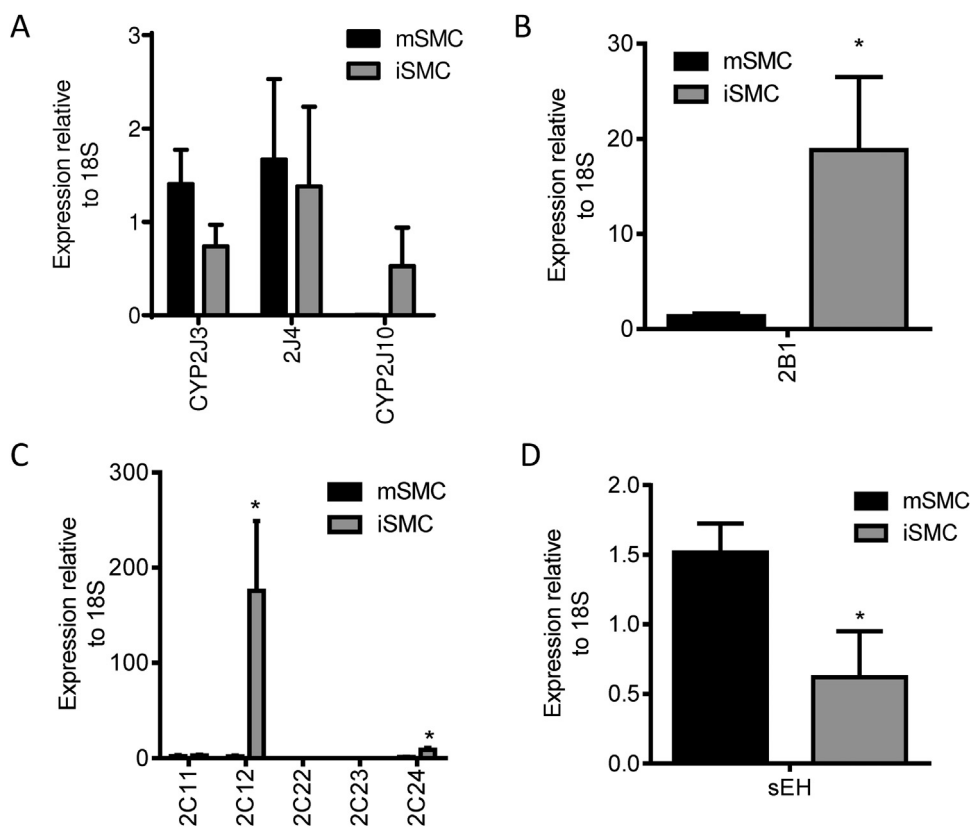 A
mSMC
iSMC
Expression relative
to 18S
3
2
1
0
CYP2J3
2J4
CYP2J10
B
mSMC
iSMC
*
Expression relative
to 18S
30
20
10
0
2B1
C
mSMC
iSMC
Expression relative
to 18S
300
200
100
0
*
*
2C11
2C12
2C22
2C23
2C24
D
mSMC
iSMC
Expression relative
to 18S
2.0
1.5
1.0
0.5
0.0
*
sEH